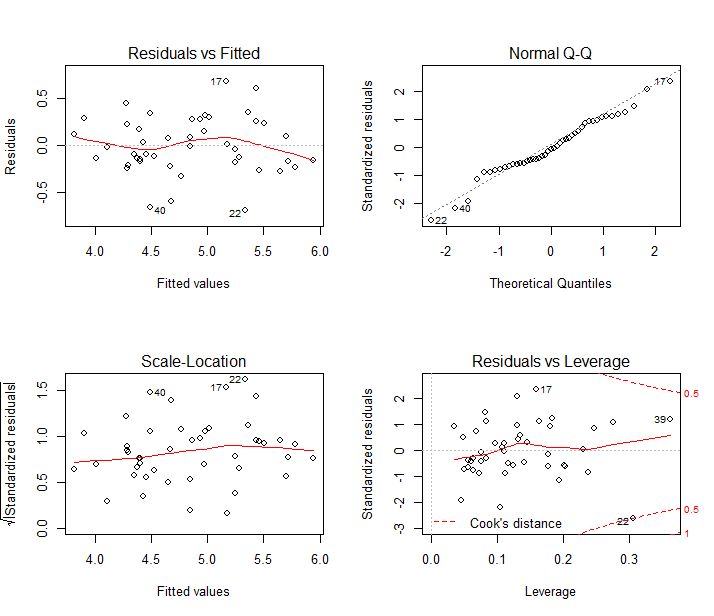 Residuals vs Fitted
Residuals
-0.5 0.0 0.5
17
40
22
4.0 4.5 5.0 5.5 6.0
Fitted values
Normal Q-Q
Standardized residuals
-2 -1 0 1 2
17
40
22
-2 -1 0 1 2
Theoretical Quantiles
Scale-Location
√|Standardized residuals|
0.0 0.5 1.0 1.5
40
17
22
4.0 4.5 5.0 5.5 6.0
Fitted values
Residuals vs Leverage
Standardized residuals
-3 -2 -1 0 1 2
17
39
22
0.5
0.5
1
Cook's distance
0.0 0.1 0.2 0.3
Leverage